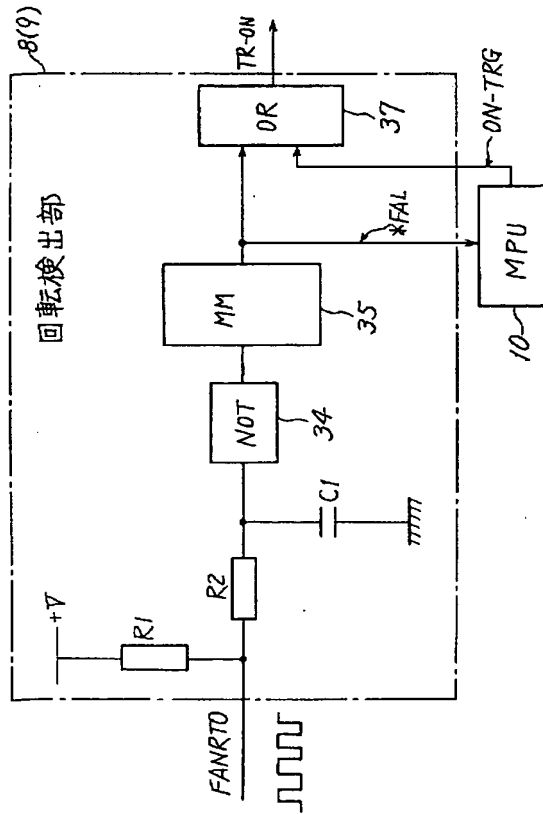 8(9)
回転検出部
+V
R1
FANRTO
R2
C1
NOT
34
MM
35
OR
37
TR-ON
*FAL
ON-TRG
MPU
10